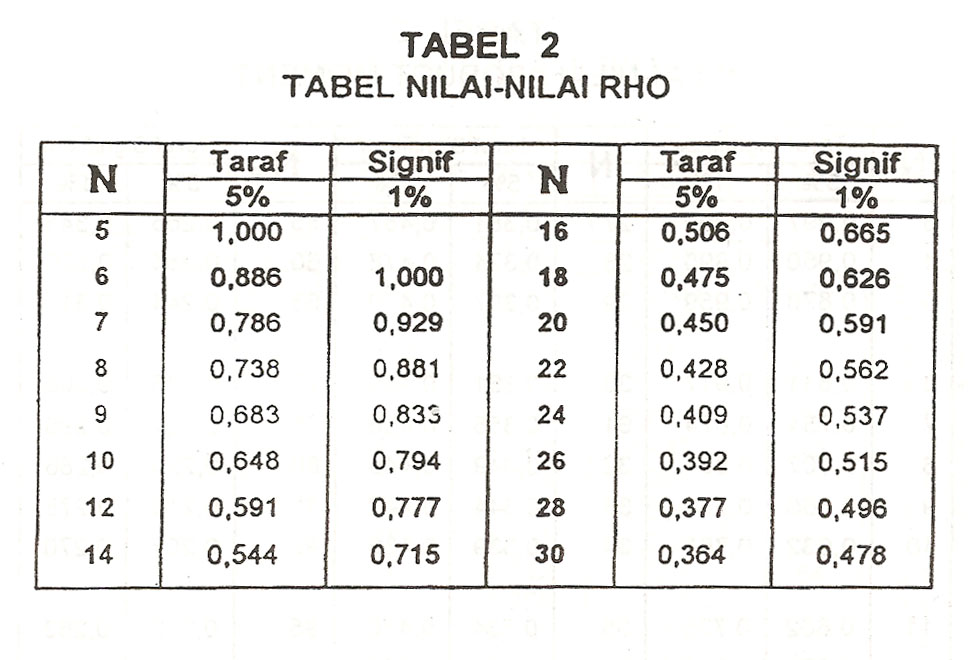 TABEL 2
TABEL NILAI-NILAI RHO
N Taraf Signif N Taraf Signif
5% 1% 5% 1%
5 1,000 16 0,506 0,665
6 0,886 1,000 18 0,475 0,626
7 0,786 0,929 20 0,450 0,591
8 0,738 0,881 22 0,428 0,562
9 0,683 0,833 24 0,409 0,537
10 0,648 0,794 26 0,392 0,515
12 0,591 0,777 28 0,377 0,496
14 0,544 0,715 30 0,364 0,478